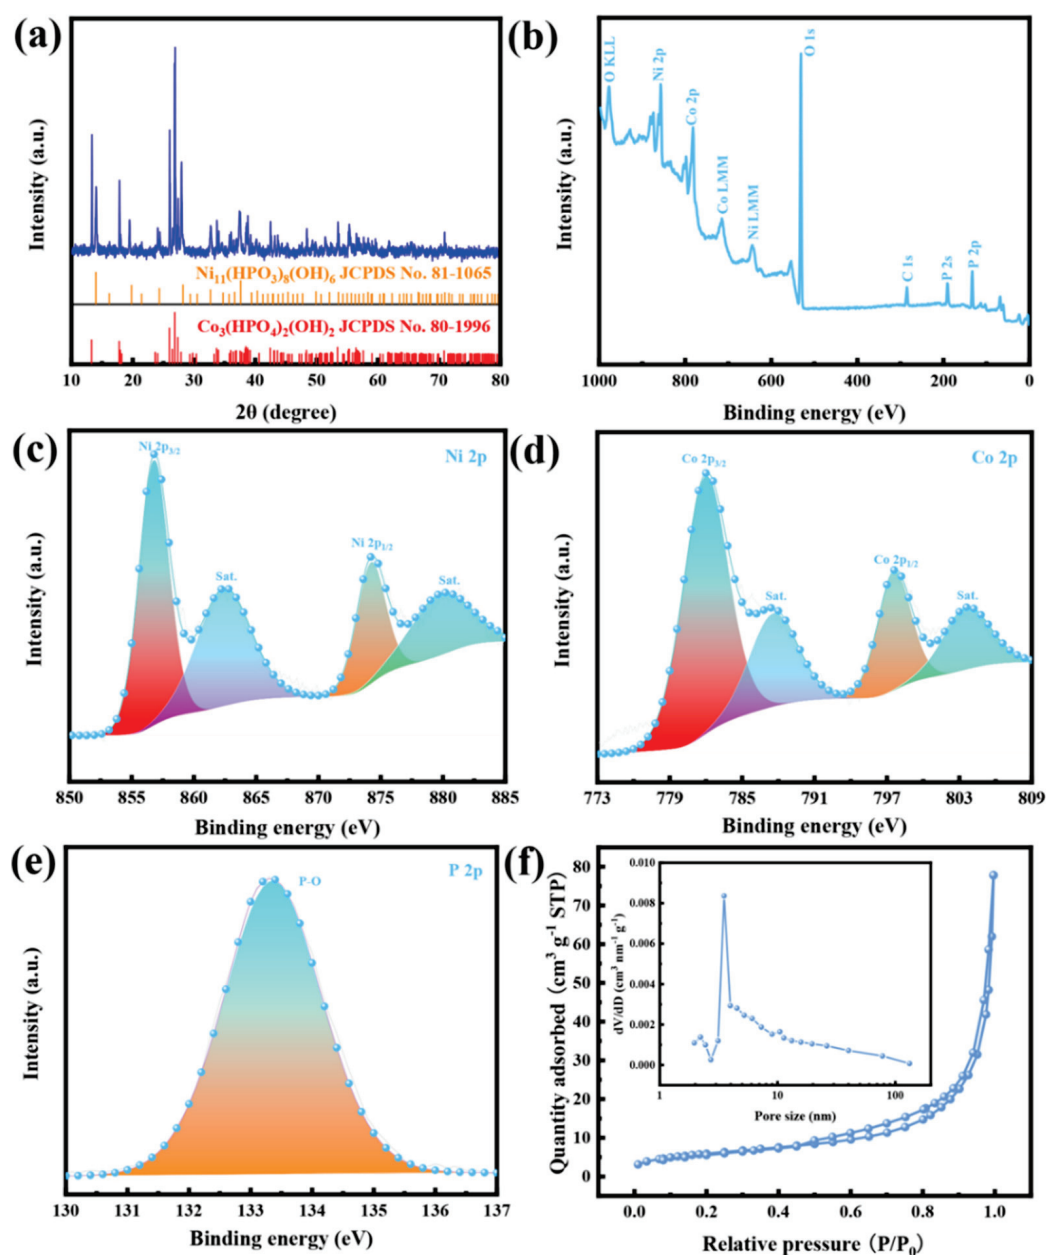 (a)
Intensity (a.u.)
Ni₁₁(HPO₃)₈(OH)₆ JCPDS No. 81-1065
Co₃(HPO₄)₂(OH)₂ JCPDS No. 80-1996
10 20 30 40 50 60 70 80
2θ (degree)
(b)
Intensity (a.u.)
O KLL
Ni 2p
Co 2p
Co LMM
Ni LMM
O 1s
C 1s
P 2s
P 2p
1000 800 600 400 200 0
Binding energy (eV)
(c)
Intensity (a.u.)
Ni 2p₃/₂
Sat.
Ni 2p₁/₂
Sat.
Ni 2p
850 855 860 865 870 875 880 885
Binding energy (eV)
(d)
Intensity (a.u.)
Co 2p₃/₂
Sat.
Co 2p₁/₂
Sat.
Co 2p
773 779 785 791 797 803 809
Binding energy (eV)
(e)
Intensity (a.u.)
P-O
P 2p
130 131 132 133 134 135 136 137
Binding energy (eV)
(f)
Quantity adsorbed (cm³ g⁻¹ STP)
80
70
60
50
40
30
20
10
0
0.0 0.2 0.4 0.6 0.8 1.0
Relative pressure (P/P₀)
dV/dD (cm³ nm⁻¹ g⁻¹)
0.010
0.008
0.006
0.004
0.002
0.000
1 10 100
Pore size (nm)